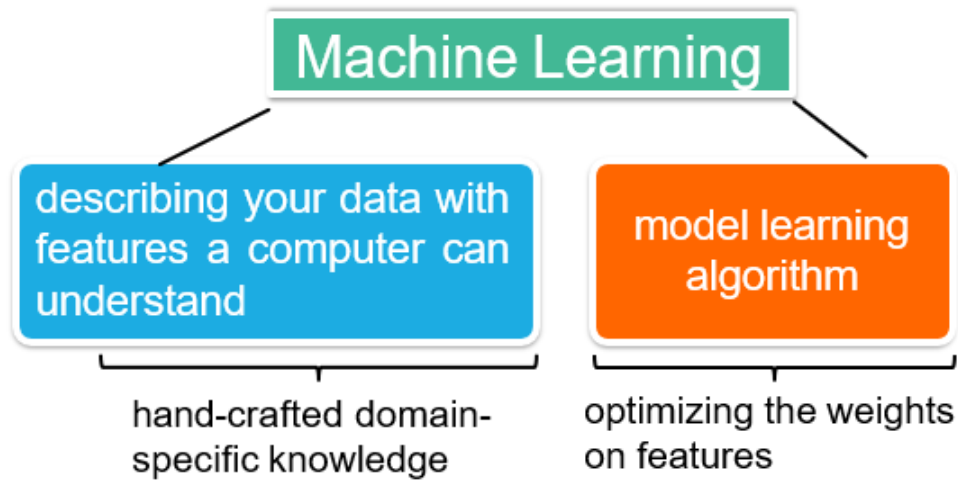 Machine Learning
describing your data with
features a computer can
understand
model learning
algorithm
hand-crafted domain-
specific knowledge
optimizing the weights
on features